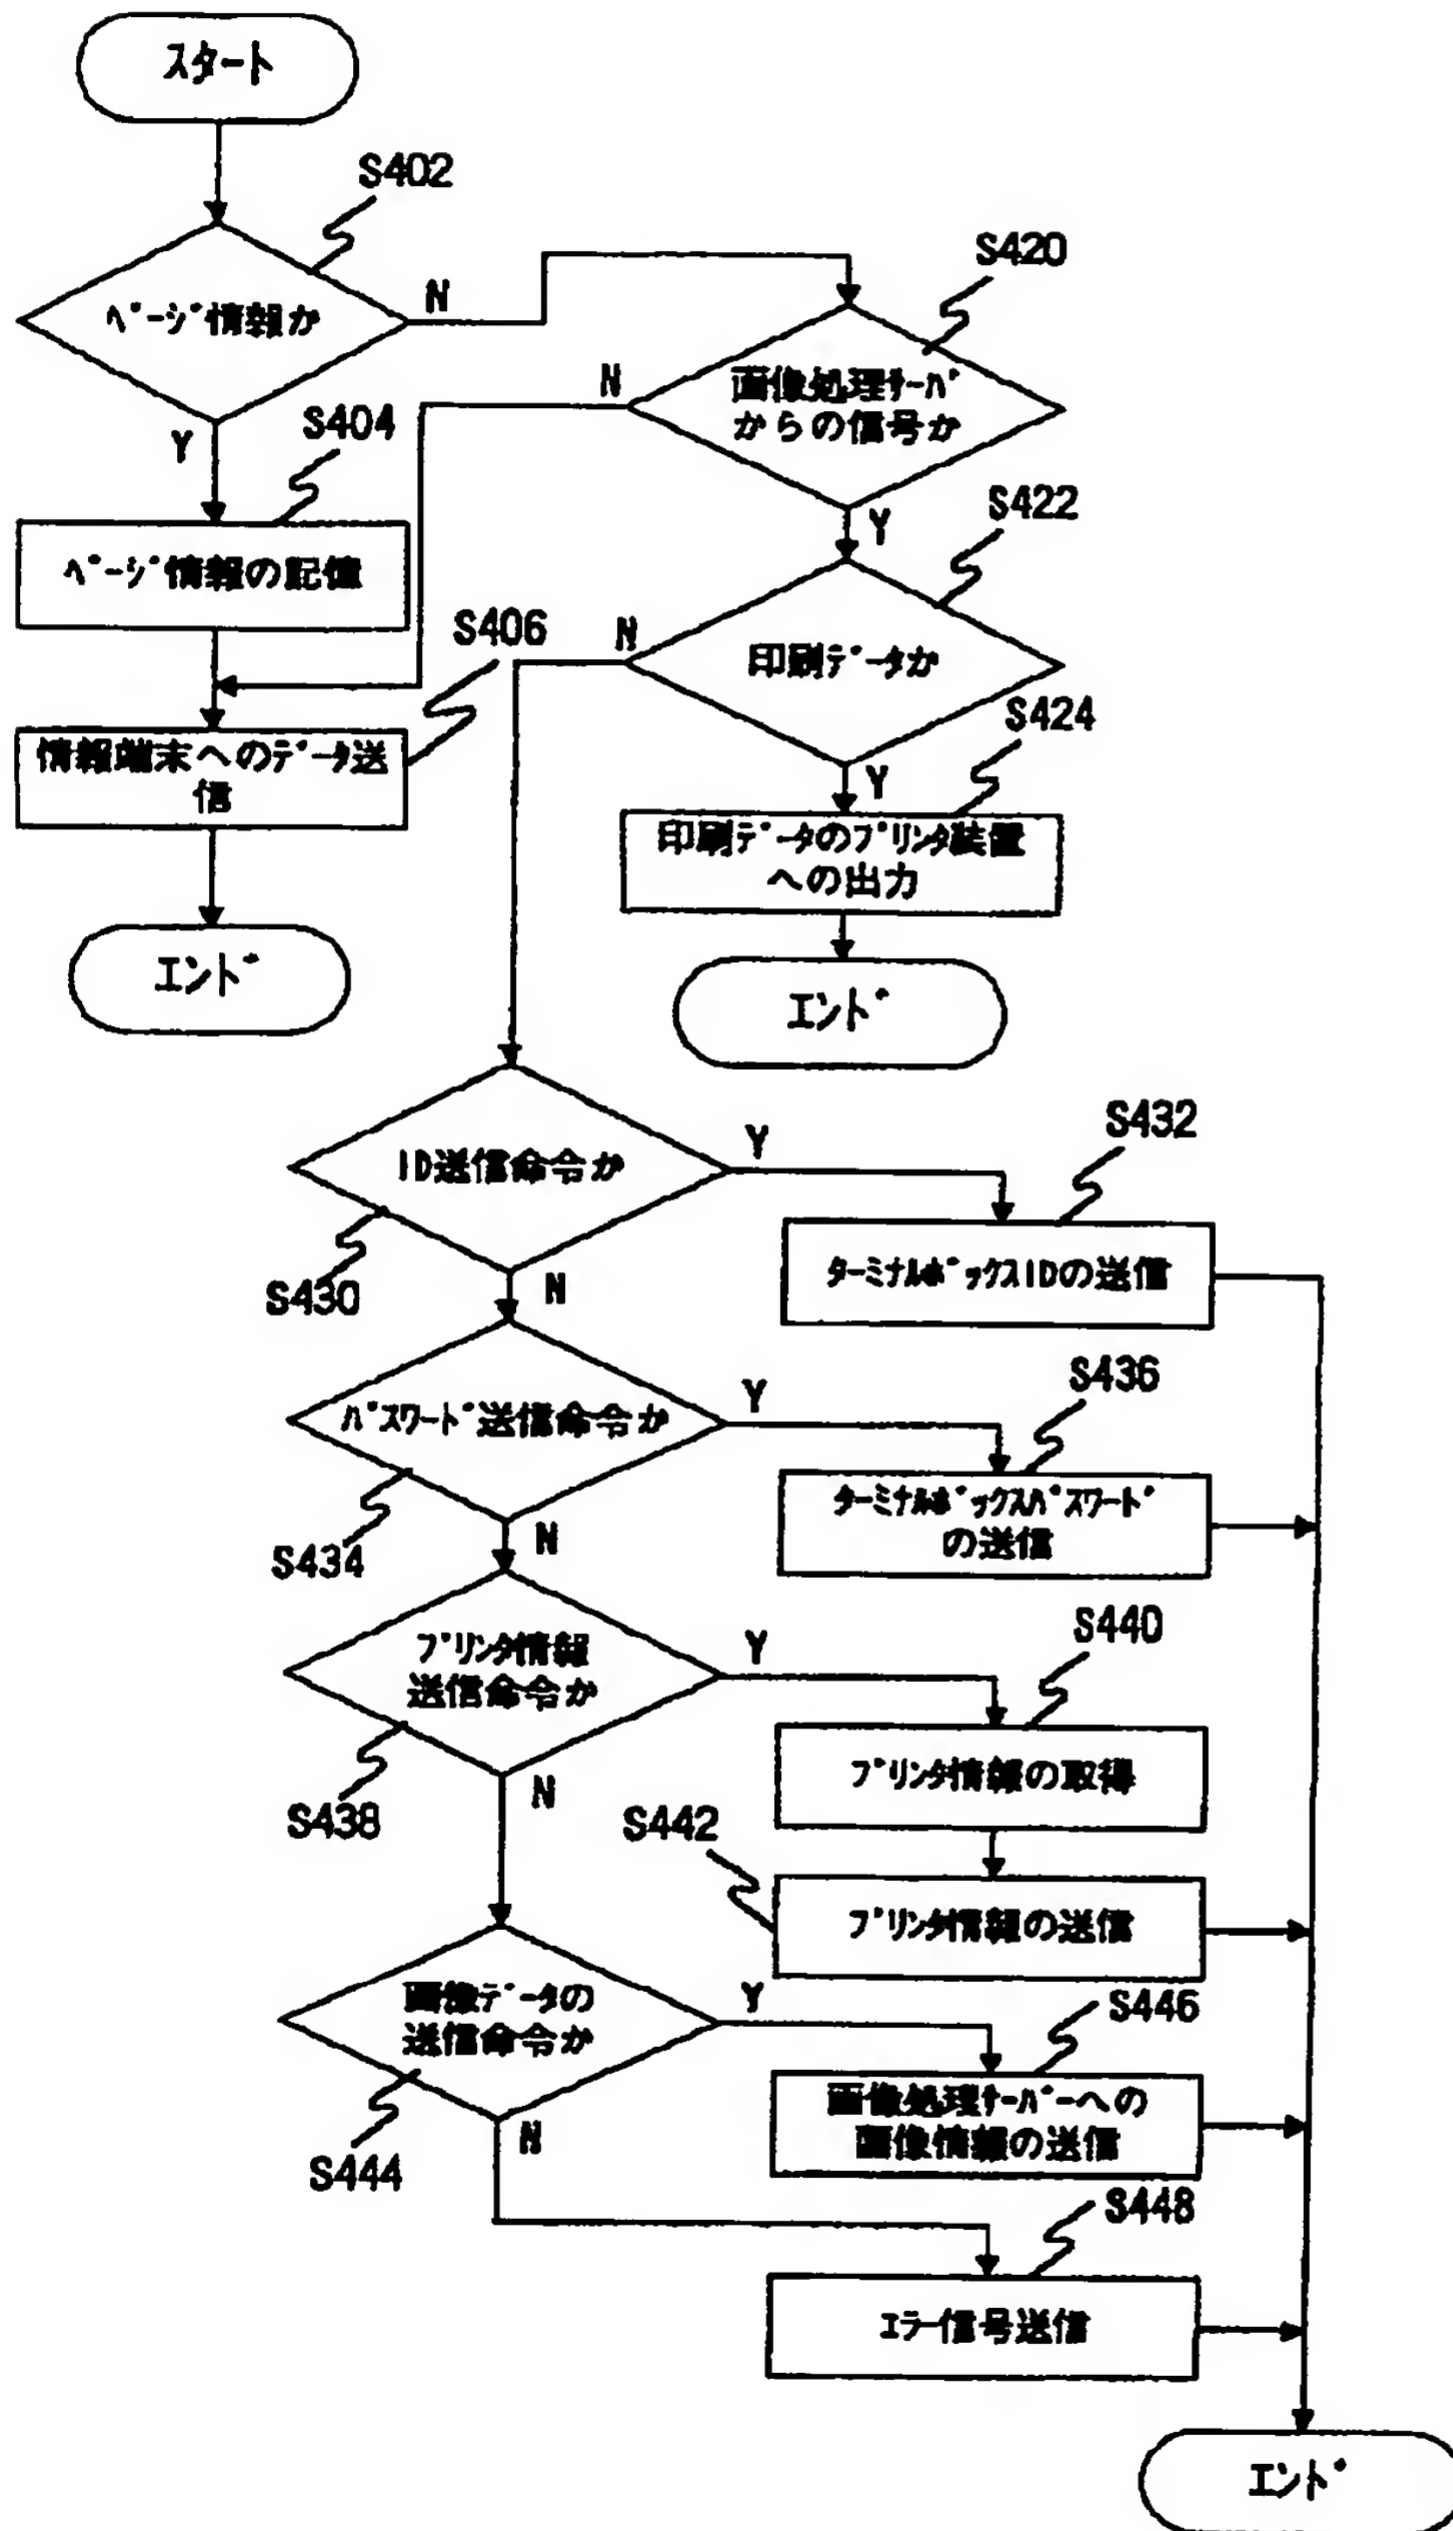 スタート
S402
ページ情報か
N
Y
S404
ページ情報の記憶
S406
情報端末へのデータ送
信
エンド
S420
画像処理サーバ
からの信号か
N
Y
S422
印刷データか
N
Y
S424
印刷データのプリンタ装置
への出力
エンド
ID送信命令か
Y
S430
N
S432
ターミナルボックスIDの送信
パスワード送信命令か
Y
S434
N
S436
ターミナルボックスパスワード
の送信
プリンタ情報
送信命令か
Y
S438
N
S440
プリンタ情報の取得
S442
プリンタ情報の送信
画像データの
送信命令か
Y
S444
N
S446
画像処理サーバーへの
画像情報の送信
S448
エラー信号送信
エンド